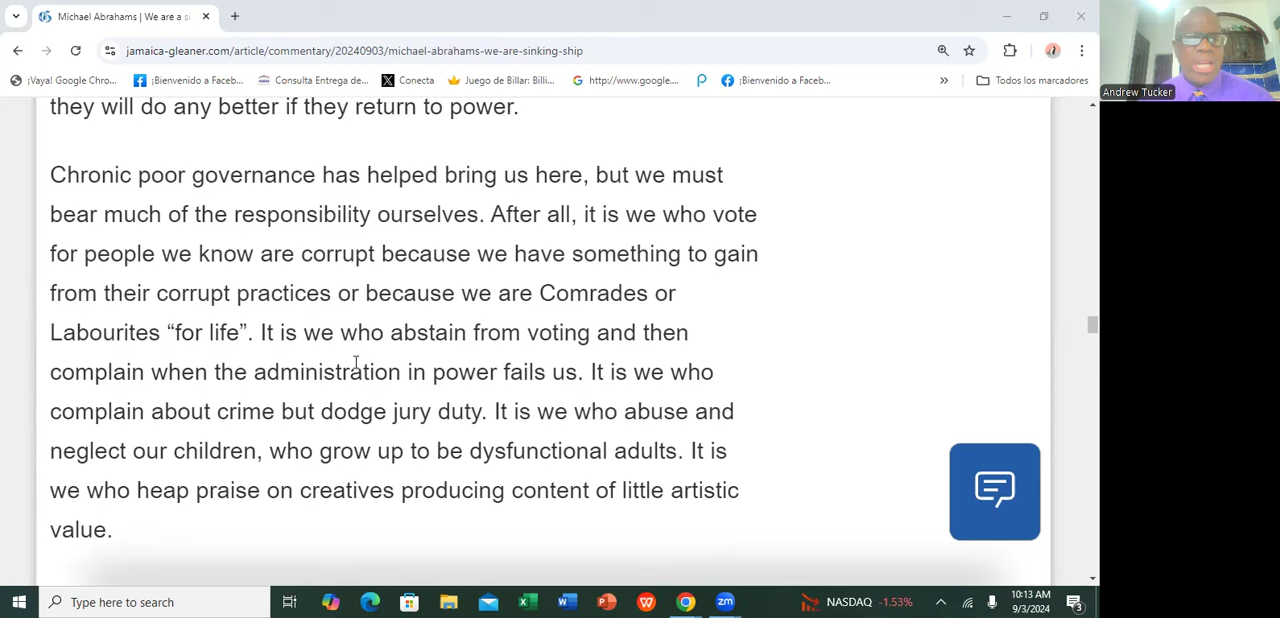 Michael Abrahams | We are a si
jamaica-gleaner.com/article/commentary/20240903/michael-abrahams-we-are-sinking-ship
¡Vaya! Google Chro...
¡Bienvenido a Faceb...
Consulta Entrega de...
Conecta
Juego de Billar: Billi...
http://www.google....
¡Bienvenido a Faceb...
»
Todos los marcadores
Andrew Tucker
they will do any better if they return to power.
Chronic poor governance has helped bring us here, but we must
bear much of the responsibility ourselves. After all, it is we who vote
for people we know are corrupt because we have something to gain
from their corrupt practices or because we are Comrades or
Labourites “for life”. It is we who abstain from voting and then
complain when the administration in power fails us. It is we who
complain about crime but dodge jury duty. It is we who abuse and
neglect our children, who grow up to be dysfunctional adults. It is
we who heap praise on creatives producing content of little artistic
value.
Type here to search
zm
NASDAQ -1.53%
10:13 AM
9/3/2024
3